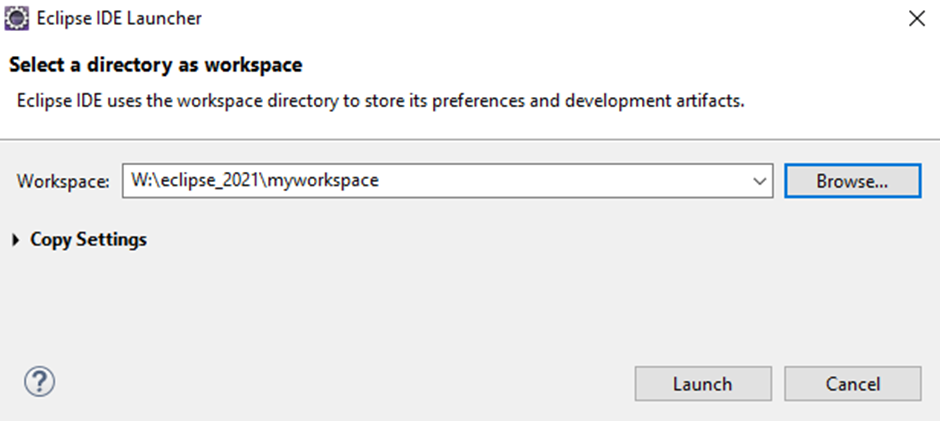 Eclipse IDE Launcher
Select a directory as workspace
Eclipse IDE uses the workspace directory to store its preferences and development artifacts.
Workspace: W:\eclipse_2021\myworkspace Browse...
Copy Settings
? Launch Cancel